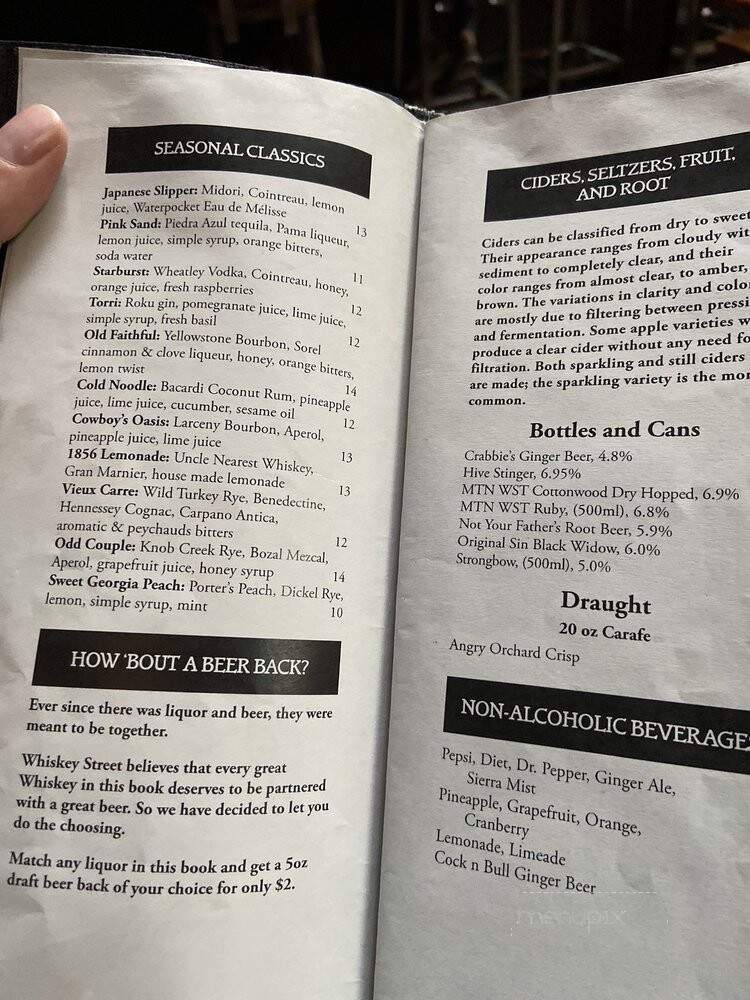 SEASONAL CLASSICS
Japanese Slipper: Midori, Cointreau, lemon
juice, Waterpocket Eau de Mélisse 13
Pink Sand: Piedra Azul tequila, Pama liqueur,
lemon juice, simple syrup, orange bitters,
soda water 11
Starburst: Wheatley Vodka, Cointreau, honey,
orange juice, fresh raspberries 12
Torri: Roku gin, pomegranate juice, lime juice,
simple syrup, fresh basil 12
Old Faithful: Yellowstone Bourbon, Sorel
cinnamon & clove liqueur, honey, orange bitters,
lemon twist 14
Cold Noodle: Bacardi Coconut Rum, pineapple
juice, lime juice, cucumber, sesame oil 12
Cowboy's Oasis: Larceny Bourbon, Aperol,
pineapple juice, lime juice 13
1856 Lemonade: Uncle Nearest Whiskey,
Gran Marnier, house made lemonade 13
Vieux Carre: Wild Turkey Rye, Benedectine,
Hennessey Cognac, Carpano Antica,
aromatic & peychauds bitters 12
Odd Couple: Knob Creek Rye, Bozal Mezcal,
Aperol, grapefruit juice, honey syrup 14
Sweet Georgia Peach: Porter's Peach, Dickel Rye,
lemon, simple syrup, mint 10
HOW 'BOUT A BEER BACK?
Ever since there was liquor and beer, they were
meant to be together.
Whiskey Street believes that every great
Whiskey in this book deserves to be partnered
with a great beer. So we have decided to let you
do the choosing.
Match any liquor in this book and get a 5oz
draft beer back of your choice for only $2.
CIDERS, SELTZERS, FRUIT,
AND ROOT
Ciders can be classified from dry to sweet
Their appearance ranges from cloudy wit
sediment to completely clear, and their
color ranges from almost clear, to amber,
brown. The variations in clarity and colo
are mostly due to filtering between pressi
and fermentation. Some apple varieties w
produce a clear cider without any need fo
filtration. Both sparkling and still ciders
are made; the sparkling variety is the mor
common.
Bottles and Cans
Crabbie's Ginger Beer, 4.8%
Hive Stinger, 6.95%
MTN WST Cottonwood Dry Hopped, 6.9%
MTN WST Ruby, (500ml), 6.8%
Not Your Father's Root Beer, 5.9%
Original Sin Black Widow, 6.0%
Strongbow, (500ml), 5.0%
Draught
20 oz Carafe
Angry Orchard Crisp
NON-ALCOHOLIC BEVERAGES
Pepsi, Diet, Dr. Pepper, Ginger Ale,
Sierra Mist
Pineapple, Grapefruit, Orange,
Cranberry
Lemonade, Limeade
Cock n Bull Ginger Beer
menupix